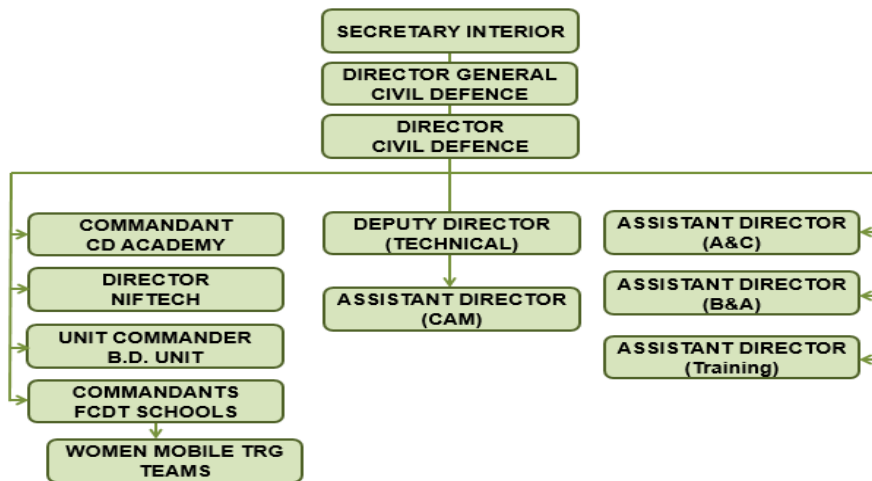 SECRETARY INTERIOR
DIRECTOR GENERAL
CIVIL DEFENCE
DIRECTOR
CIVIL DEFENCE
COMMANDANT
CD ACADEMY
DIRECTOR
NIFTECH
UNIT COMMANDER
B.D. UNIT
COMMANDANTS
FCDT SCHOOLS
WOMEN MOBILE TRG
TEAMS
DEPUTY DIRECTOR
(TECHNICAL)
ASSISTANT DIRECTOR
(CAM)
ASSISTANT DIRECTOR
(A&C)
ASSISTANT DIRECTOR
(B&A)
ASSISTANT DIRECTOR
(Training)